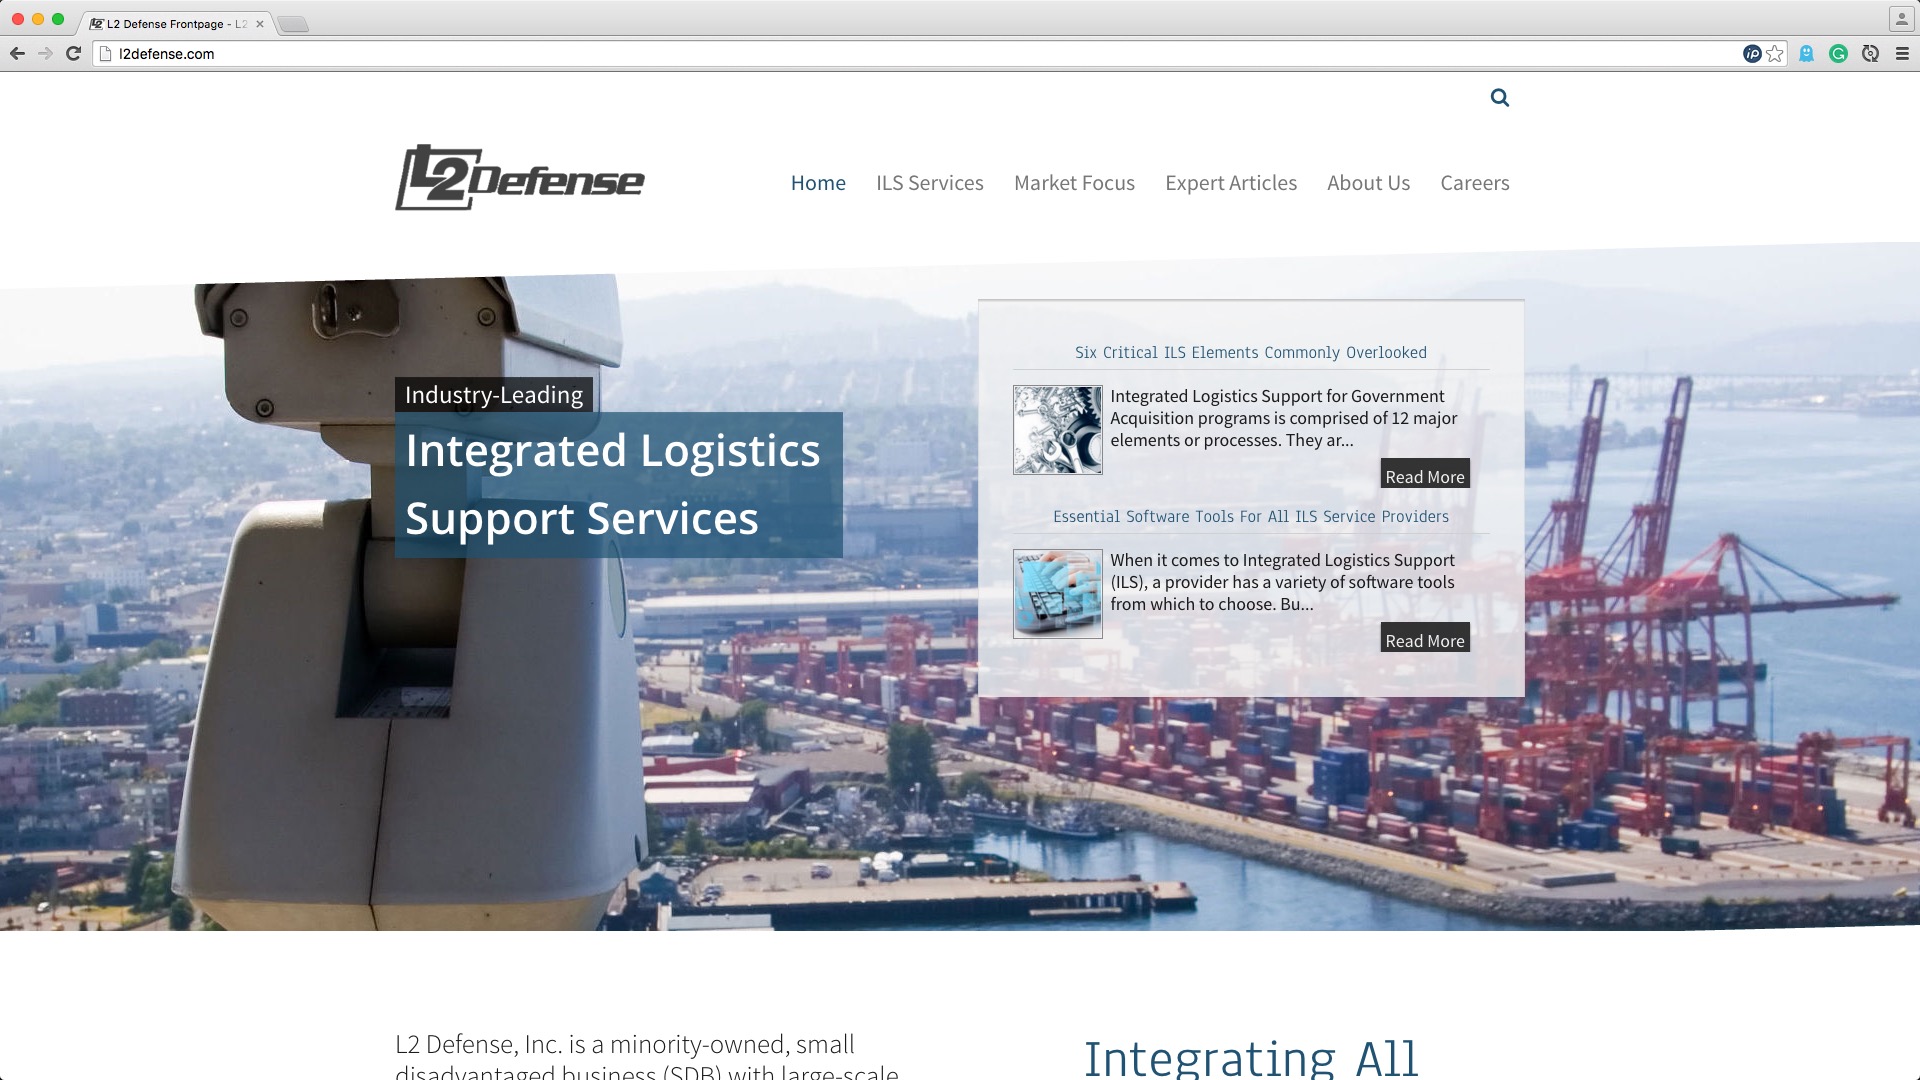 L2 Defense Frontpage - L2
l2defense.com
L2Defense
Home
ILS Services
Market Focus
Expert Articles
About Us
Careers
Industry-Leading
Integrated Logistics
Support Services
Six Critical ILS Elements Commonly Overlooked
Integrated Logistics Support for Government
Acquisition programs is comprised of 12 major
elements or processes. They ar...
Read More
Essential Software Tools For All ILS Service Providers
When it comes to Integrated Logistics Support
(ILS), a provider has a variety of software tools
from which to choose. Bu...
Read More
L2 Defense, Inc. is a minority-owned, small
disadvantaged business (SDB) with large-scale
Integrating All